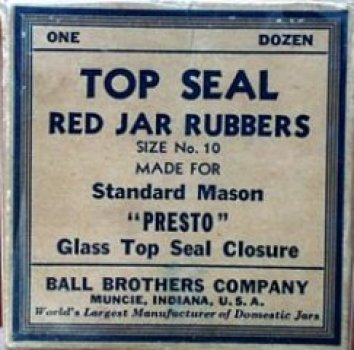 ONE DOZEN
TOP SEAL
RED JAR RUBBERS
SIZE No. 10
MADE FOR
Standard Mason
"PRESTO"
Glass Top Seal Closure
BALL BROTHERS COMPANY
MUNCIE, INDIANA, U. S. A.
World's Largest Manufacturer of Domestic Jars